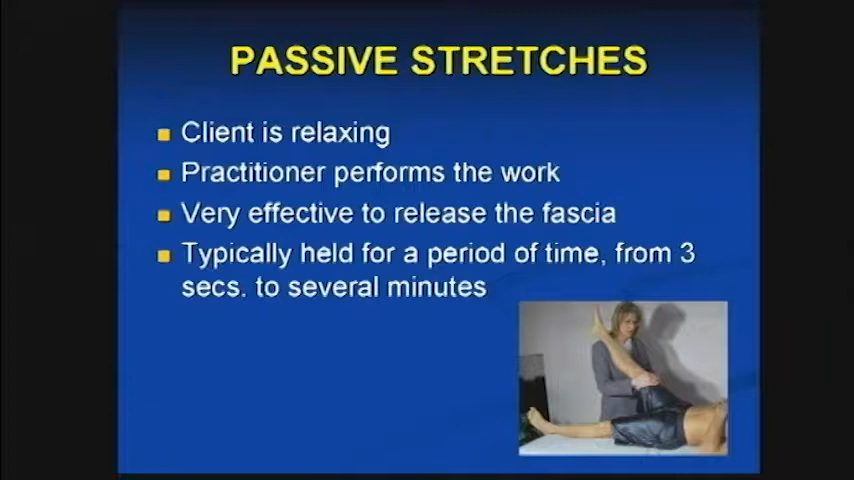 PASSIVE STRETCHES
Client is relaxing
Practitioner performs the work
Very effective to release the fascia
Typically held for a period of time, from 3
secs. to several minutes